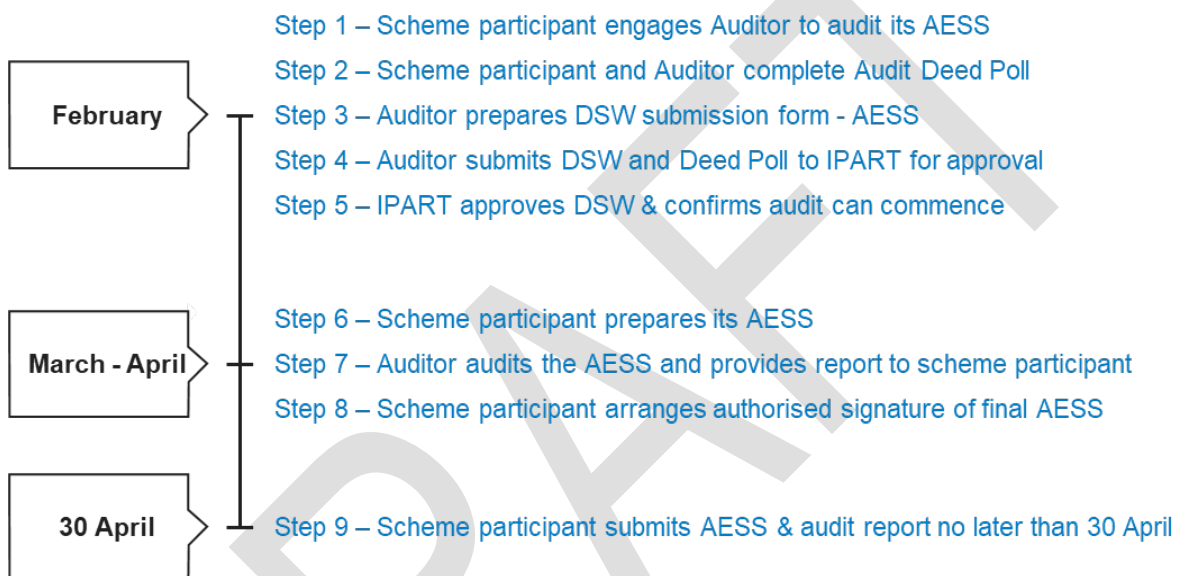 Step 1 – Scheme participant engages Auditor to audit its AESS
Step 2 – Scheme participant and Auditor complete Audit Deed Poll
February
Step 3 – Auditor prepares DSW submission form - AESS
Step 4 – Auditor submits DSW and Deed Poll to IPART for approval
Step 5 – IPART approves DSW & confirms audit can commence
Step 6 – Scheme participant prepares its AESS
March - April
Step 7 – Auditor audits the AESS and provides report to scheme participant
Step 8 – Scheme participant arranges authorised signature of final AESS
30 April
Step 9 – Scheme participant submits AESS & audit report no later than 30 April